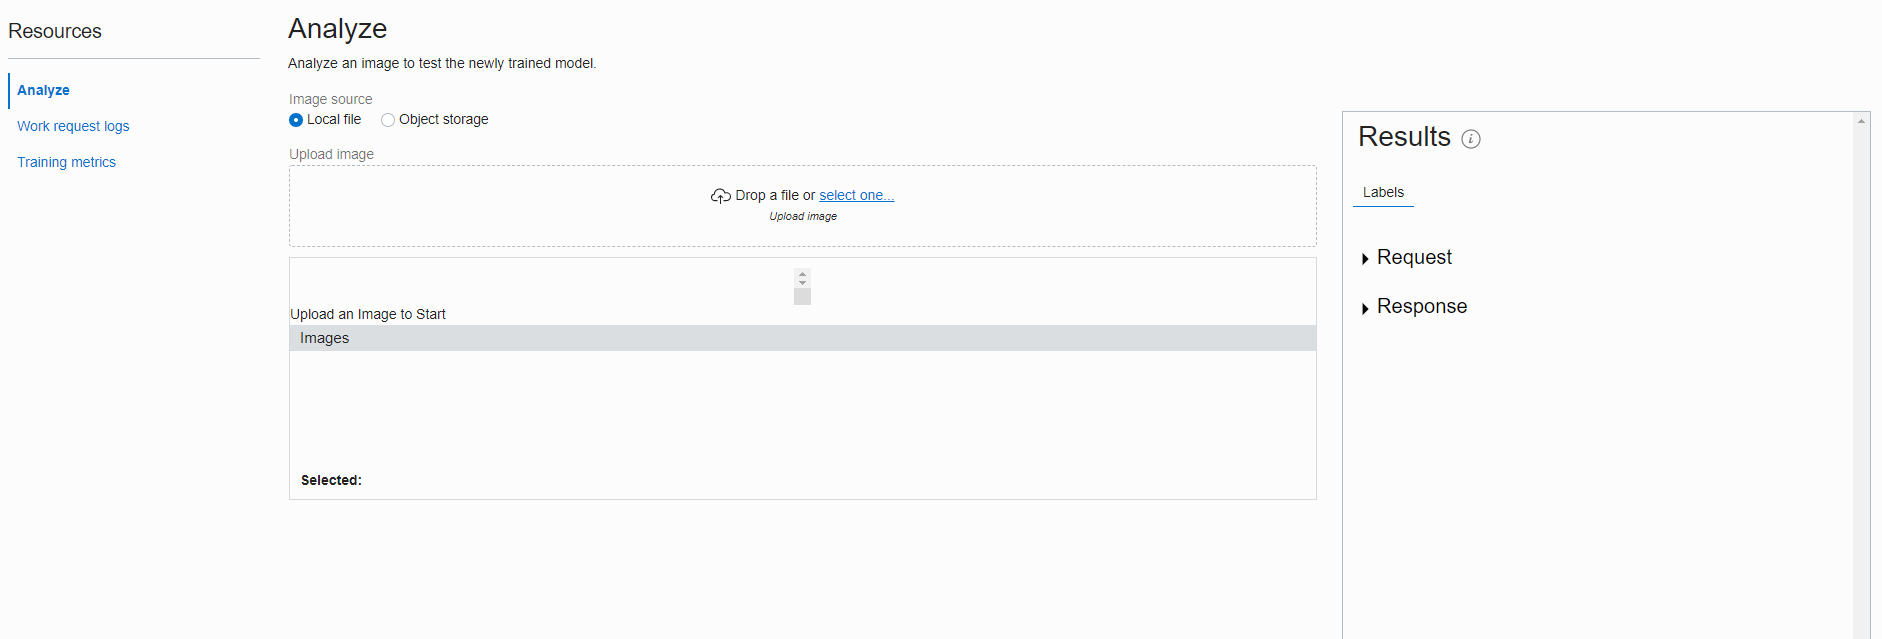 Resources
Analyze
Work request logs
Training metrics
Analyze
Analyze an image to test the newly trained model.
Image source
Local file Object storage
Upload image
Drop a file or select one...
Upload image
Upload an Image to Start
Images
Selected:
Results i
Labels
Request
Response